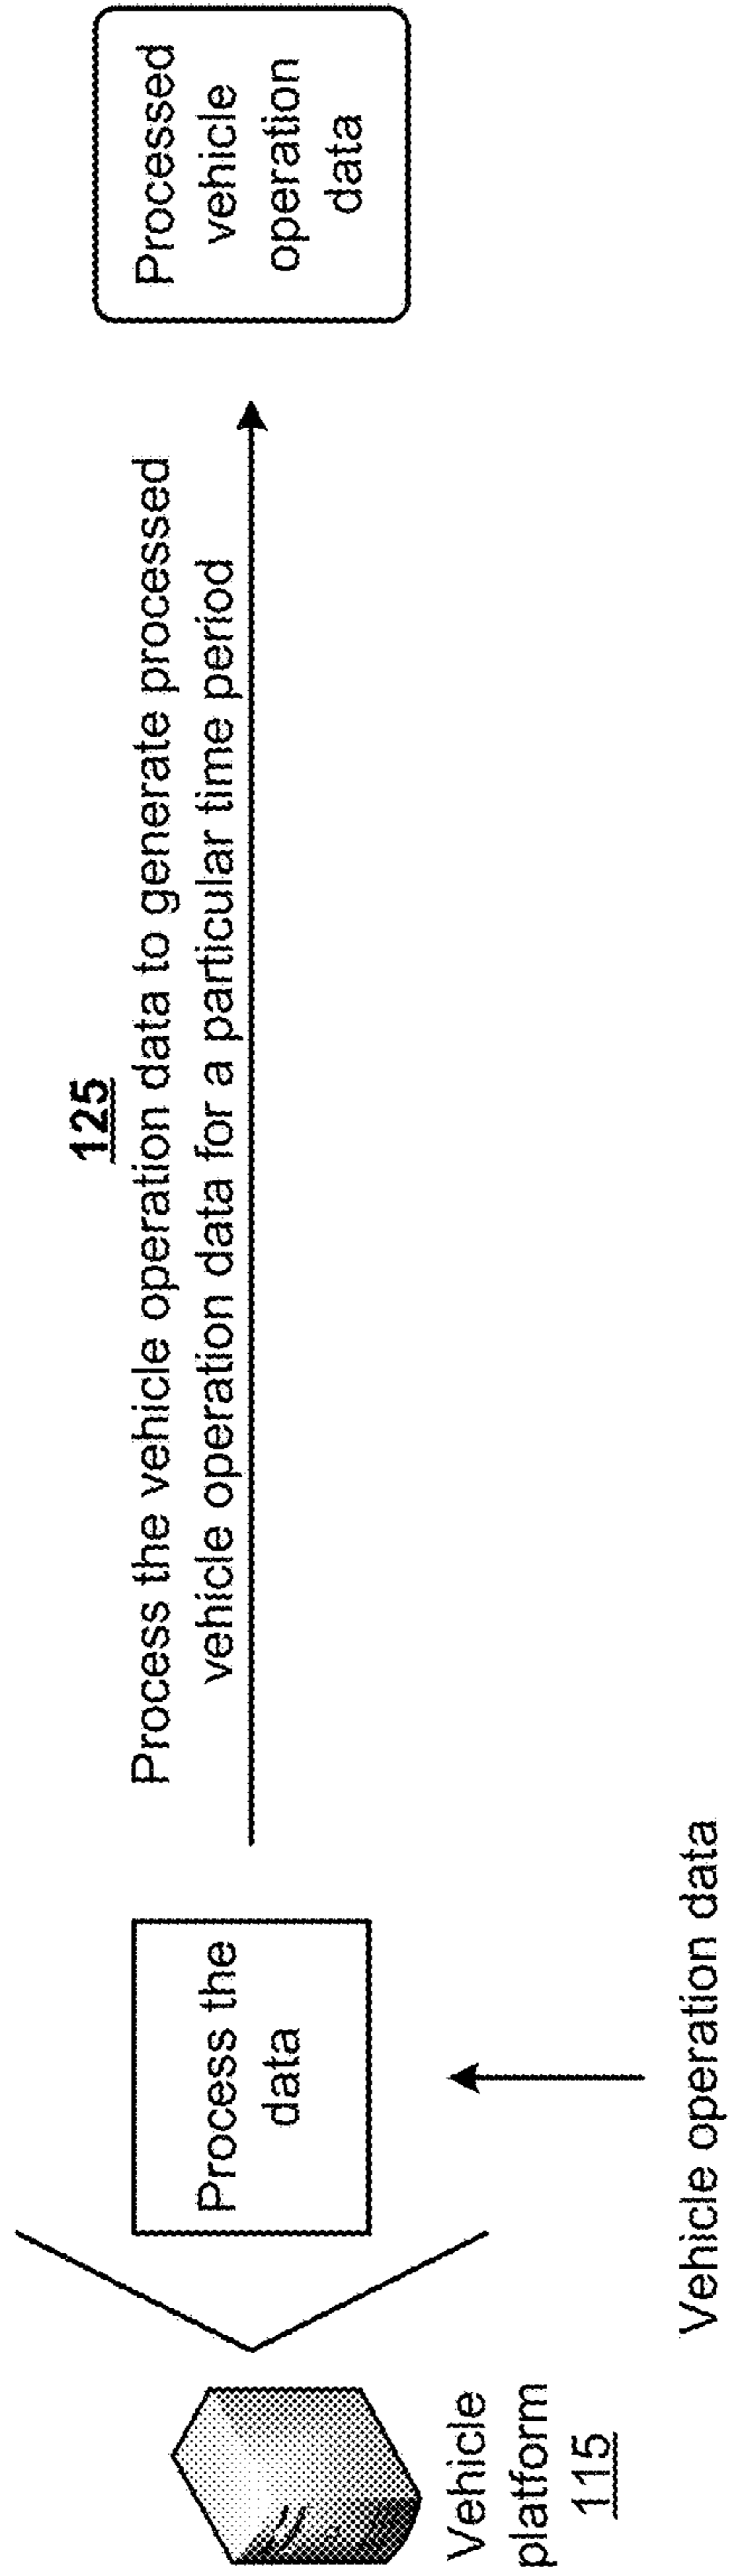 125
Process the vehicle operation data to generate processed
vehicle operation data for a particular time period
Vehicle
platform
115
Process the
data
Vehicle operation data
Processed
vehicle
operation
data